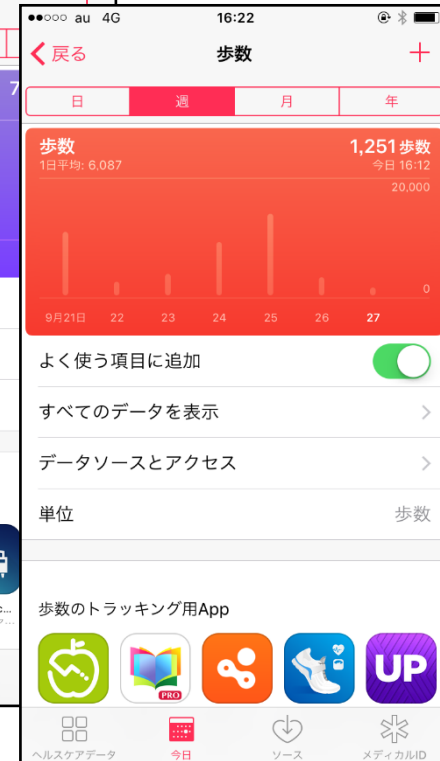 ●●○○○ au 4G 16:22
戻る 歩数 +
日 週 月 年
歩数 1,251歩数
1日平均: 6,087 今日 16:12
20,000
0
9月21日 22 23 24 25 26 27
よく使う項目に追加
すべてのデータを表示
データソースとアクセス
単位 歩数
歩数のトラッキング用App
PRO UP
ヘルスケアデータ 今日 ソース メディカルID
7
c...